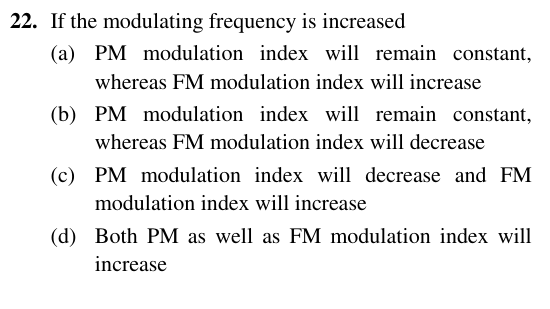 22. If the modulating frequency is increased
(a) PM modulation index will remain constant,
whereas FM modulation index will increase
(b) PM modulation index will remain constant,
whereas FM modulation index will decrease
(c) PM modulation index will decrease and FM
modulation index will increase
(d) Both PM as well as FM modulation index will
increase